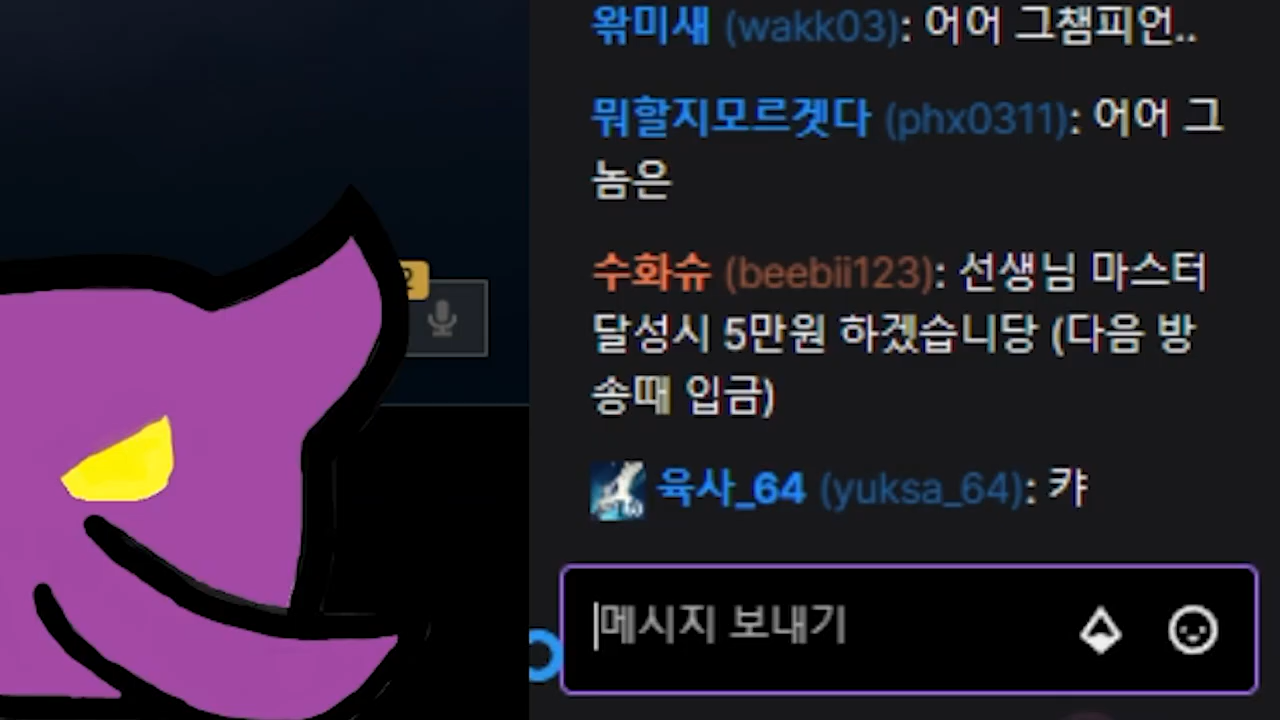 왂미새 (wakk03): 어어 그챔피언..
뭐할지모르겟다 (phx0311): 어어 그
놈은
수화슈 (beebii123): 선생님 마스터
달성시 5만원 하겠습니당 (다음 방
송때 입금)
육사_64 (yuksa_64): 캬
메시지 보내기
2